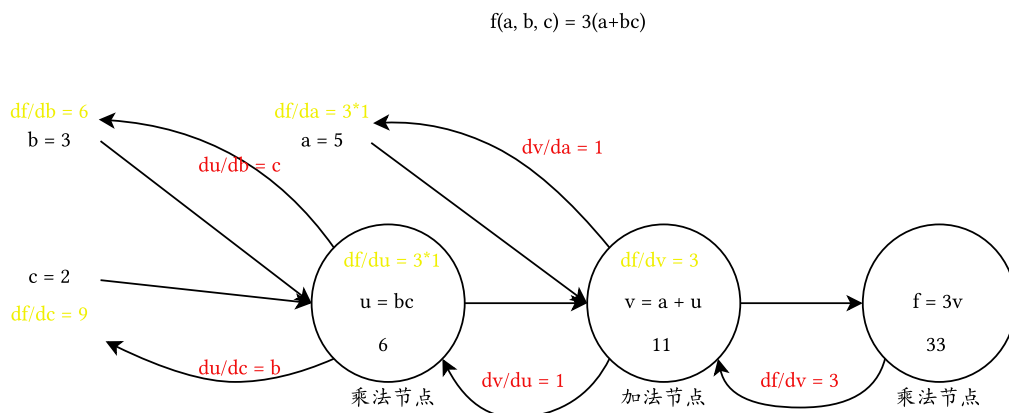 f(a, b, c) = 3(a+bc)
df/db = 6
b = 3
df/da = 3*1
a = 5
du/db = c
dv/da = 1
c = 2
df/dc = 9
du/dc = b
df/du = 3*1
u = bc
6
乘法节点
dv/du = 1
df/dv = 3
v = a + u
11
加法节点
df/dv = 3
f = 3v
33
乘法节点